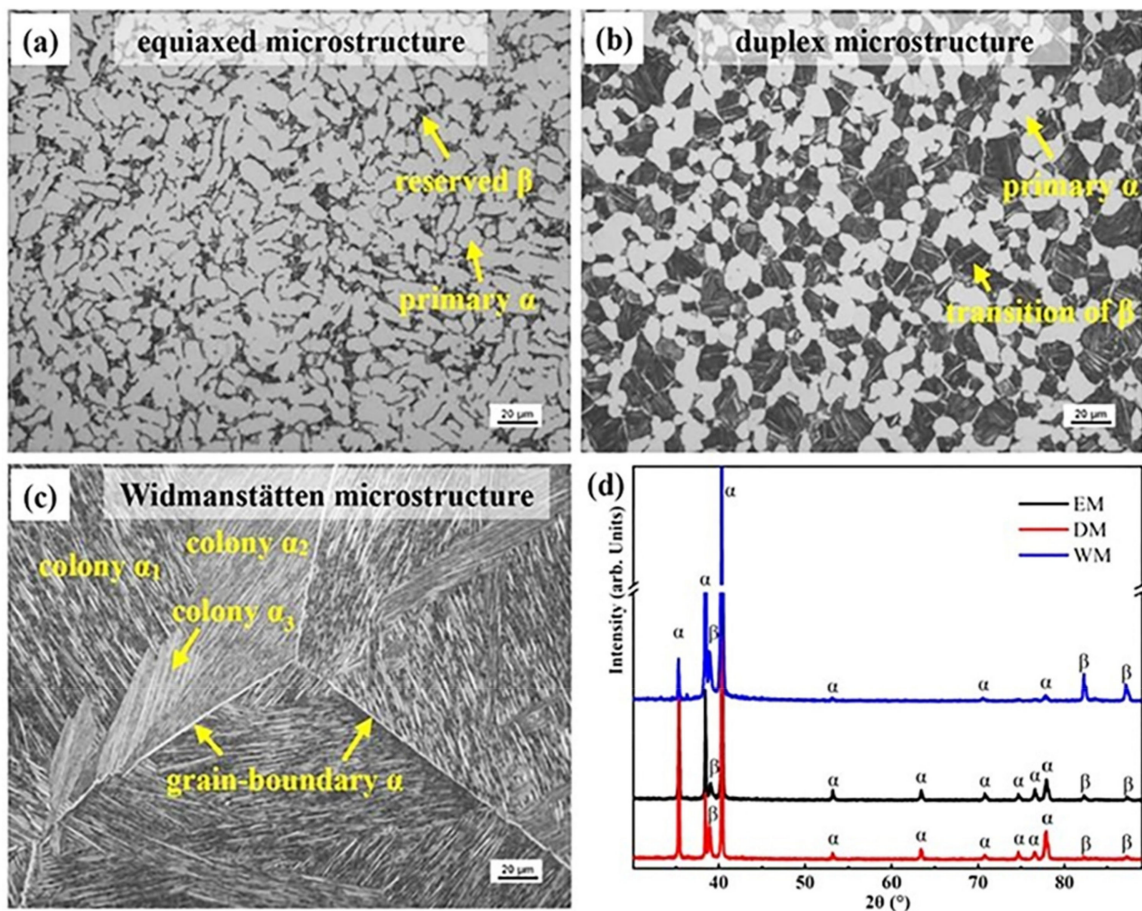 (a)
equiaxed microstructure
reserved β
primary α
20 μm
(b)
duplex microstructure
primary α
transition of β
20 μm
(c)
Widmanstätten microstructure
colony α₁
colony α₂
colony α₃
grain-boundary α
20 μm
(d)
Intensity (arb. Units)
α
α
β
α
α
α
α
β
β
EM
DM
WM
β
α
α
α
α
α
α
β
β
β
α
α
α
α
α
α
β
β
40
50
60
70
80
2θ (°)